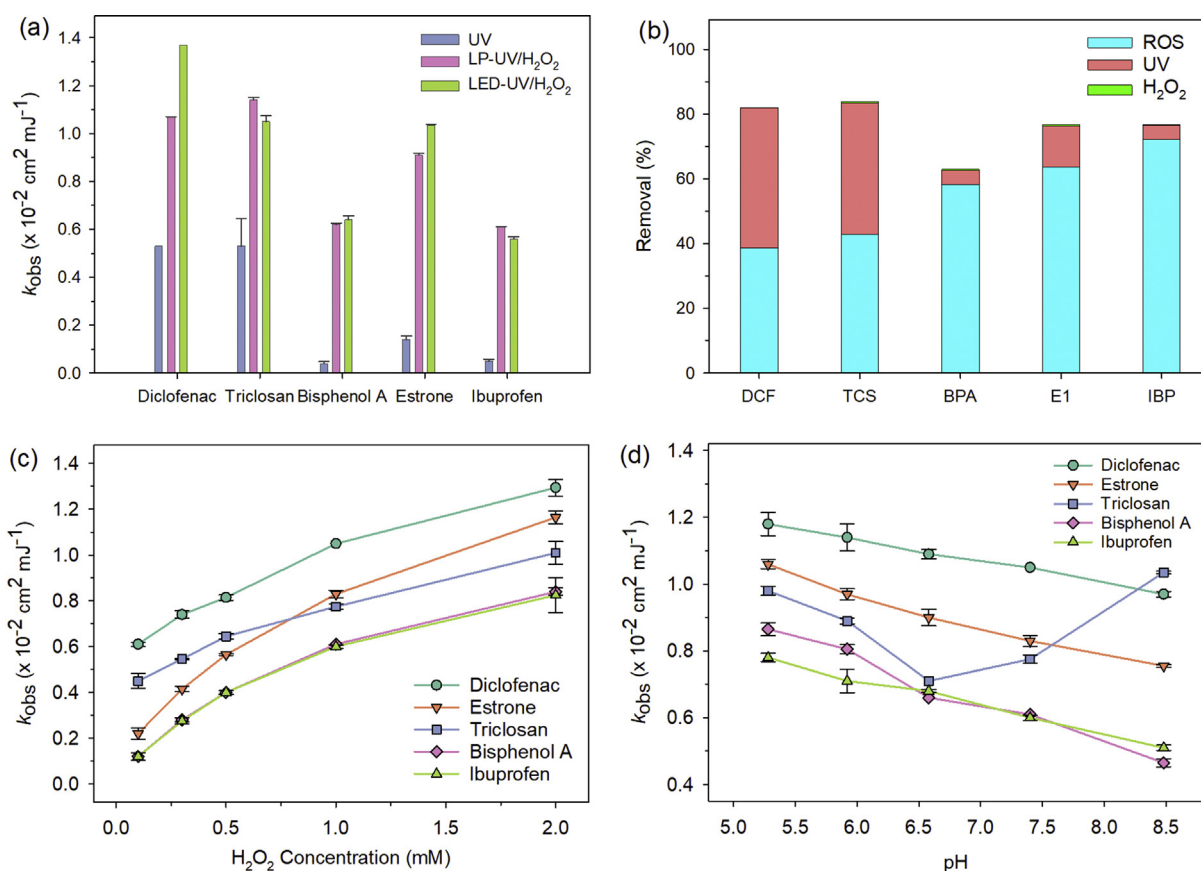 (a)
UV
LP-UV/H₂O₂
LED-UV/H₂O₂
k_obs (x 10⁻² cm² mJ⁻¹)
1.4
1.2
1.0
0.8
0.6
0.4
0.2
0.0
Diclofenac Triclosan Bisphenol A Estrone Ibuprofen
(b)
ROS
UV
H₂O₂
Removal (%)
100
80
60
40
20
0
DCF TCS BPA E1 IBP
(c)
k_obs (x 10⁻² cm² mJ⁻¹)
1.4
1.2
1.0
0.8
0.6
0.4
0.2
0.0
Diclofenac
Estrone
Triclosan
Bisphenol A
Ibuprofen
0.0 0.5 1.0 1.5 2.0
H₂O₂ Concentration (mM)
(d)
k_obs (x 10⁻² cm² mJ⁻¹)
1.4
1.2
1.0
0.8
0.6
0.4
Diclofenac
Estrone
Triclosan
Bisphenol A
Ibuprofen
5.0 5.5 6.0 6.5 7.0 7.5 8.0 8.5
pH